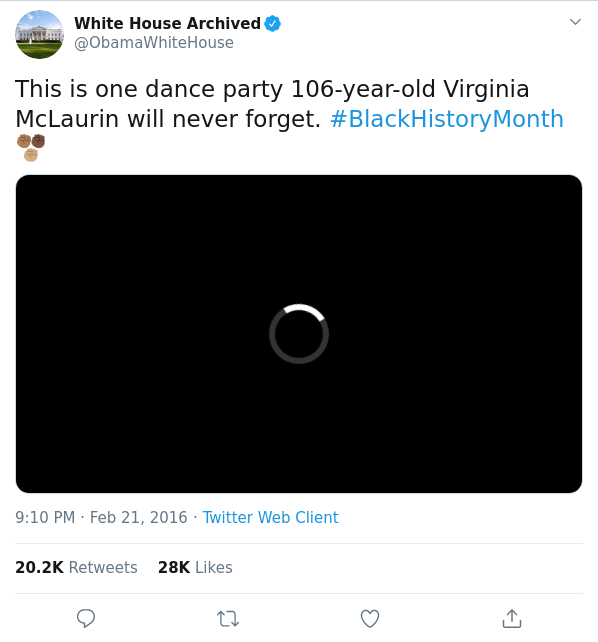 White House Archived
@ObamaWhiteHouse
This is one dance party 106-year-old Virginia
McLaurin will never forget. #BlackHistoryMonth
✊🏾✊🏿
✊🏽
9:10 PM · Feb 21, 2016 · Twitter Web Client
20.2K Retweets 28K Likes